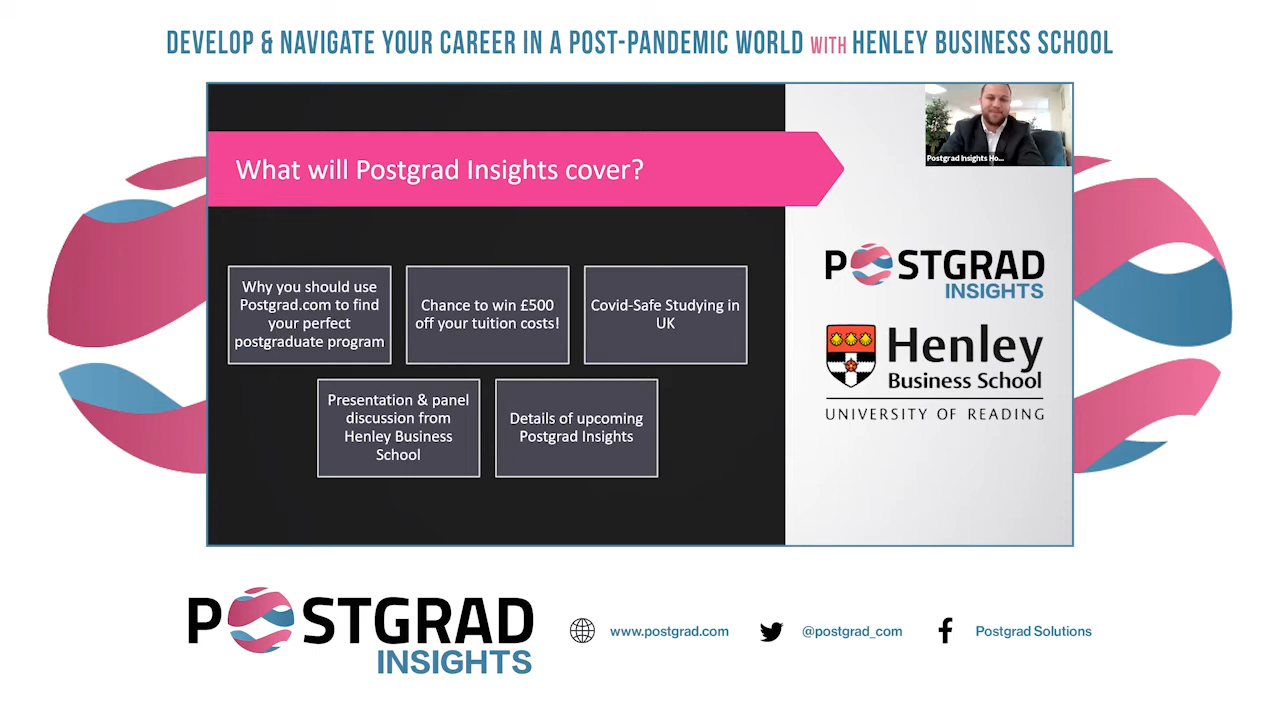 DEVELOP & NAVIGATE YOUR CAREER IN A POST-PANDEMIC WORLD WITH HENLEY BUSINESS SCHOOL
Postgrad Insights Ho...
What will Postgrad Insights cover?
Why you should use
Postgrad.com to find
your perfect
postgraduate program
Chance to win £500
off your tuition costs!
Covid-Safe Studying in
UK
Presentation & panel
discussion from
Henley Business
School
Details of upcoming
Postgrad Insights
POSTGRAD
INSIGHTS
Henley
Business School
UNIVERSITY OF READING
POSTGRAD
INSIGHTS
www.postgrad.com
@postgrad_com
Postgrad Solutions